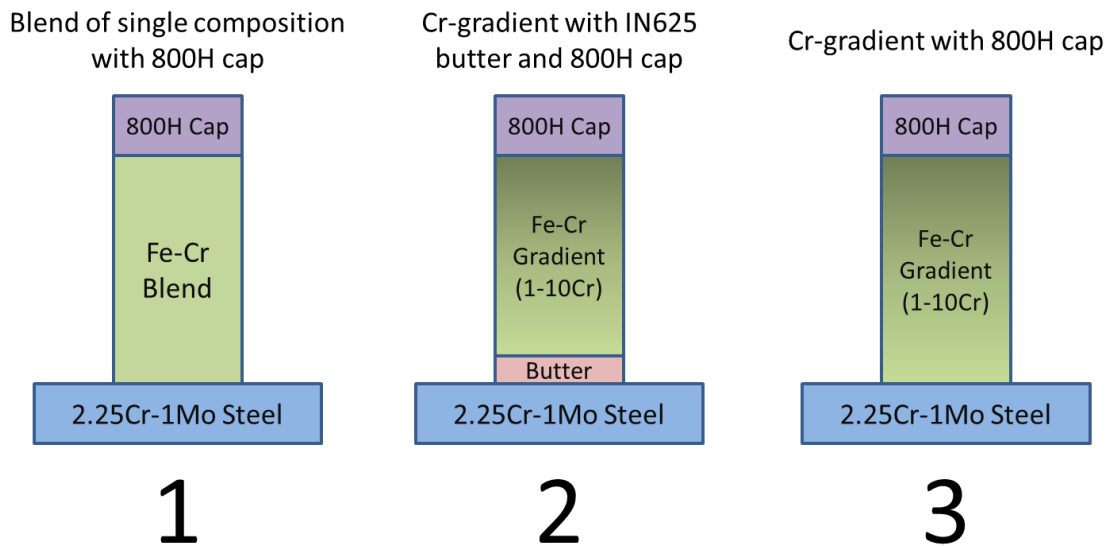 Blend of single composition
with 800H cap
800H Cap
Fe-Cr
Blend
2.25Cr-1Mo Steel
1
Cr-gradient with IN625
butter and 800H cap
800H Cap
Fe-Cr
Gradient
(1-10Cr)
Butter
2.25Cr-1Mo Steel
2
Cr-gradient with 800H cap
800H Cap
Fe-Cr
Gradient
(1-10Cr)
2.25Cr-1Mo Steel
3